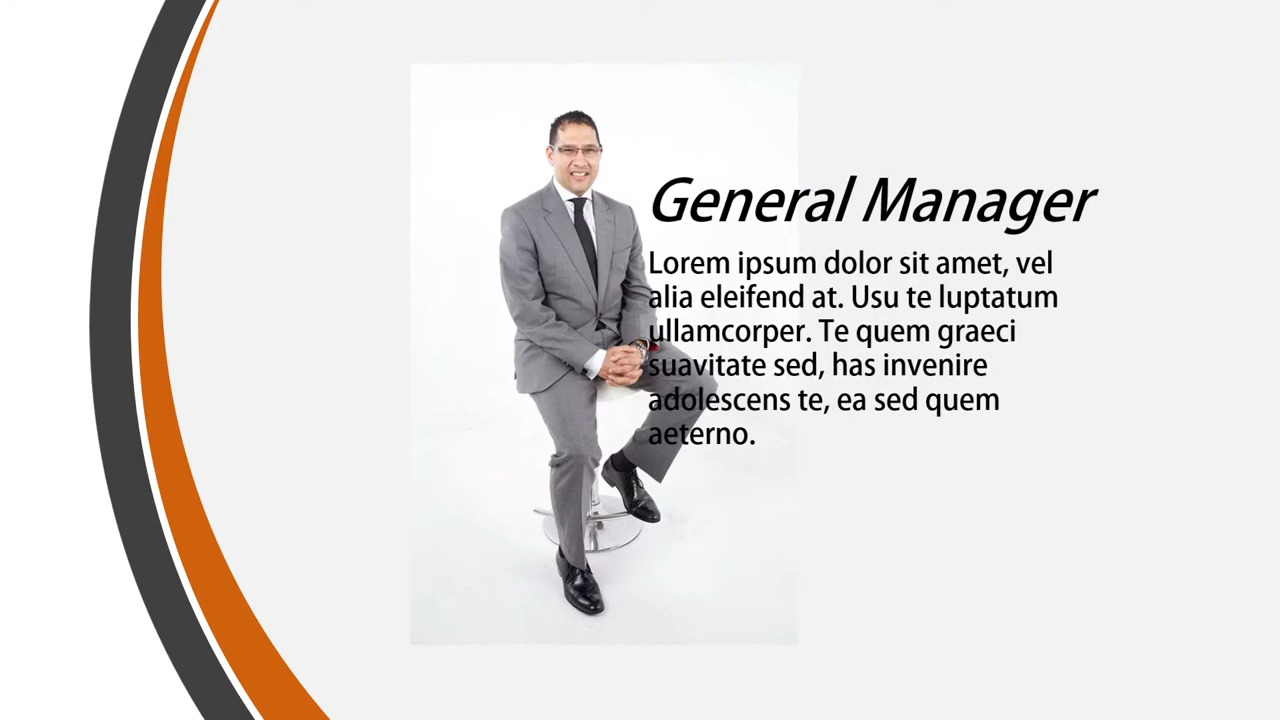 General Manager
Lorem ipsum dolor sit amet, vel
alia eleifend at. Usu te luptatum
ullamcorper. Te quem graeci
suavitate sed, has invenire
adolescens te, ea sed quem
aeterno.